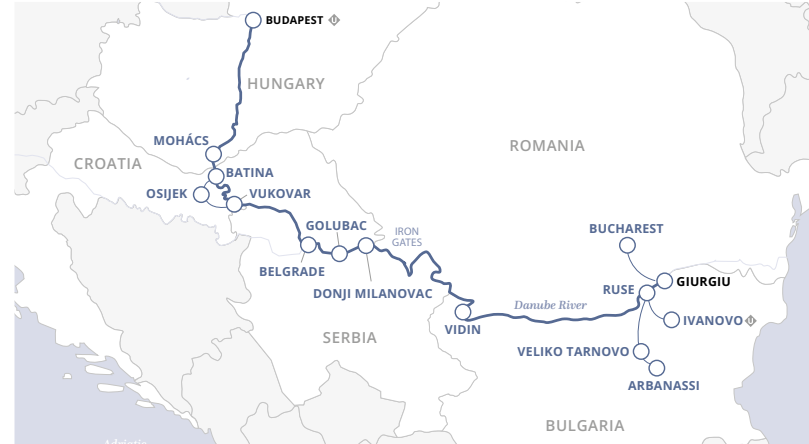 BUDAPEST
HUNGARY
ROMANIA
MOHÁCS
CROATIA
BATINA
OSIJEK
VUKOVAR
GOLUBAC
IRON
GATES
BUCHAREST
BELGRADE
GIURGIU
RUSE
DONJI MILANOVAC
Danube River
IVANOVO
VIDIN
SERBIA
VELIKO TARNOVO
ARBANASSI
BULGARIA
Adriatic